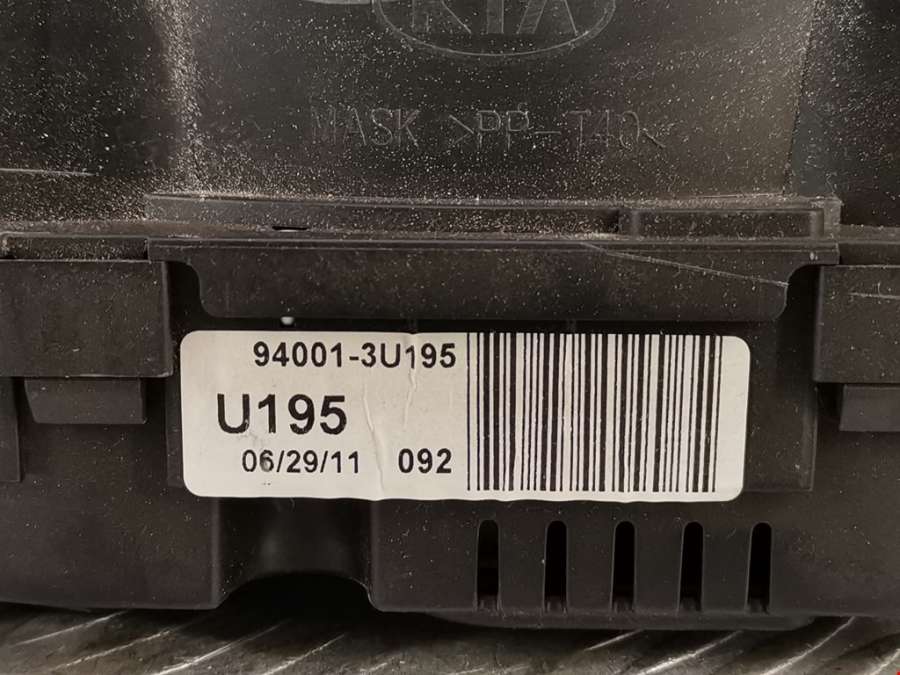 KIA
MASK >PP-T40<
94001-3U195
U195
06/29/11 092